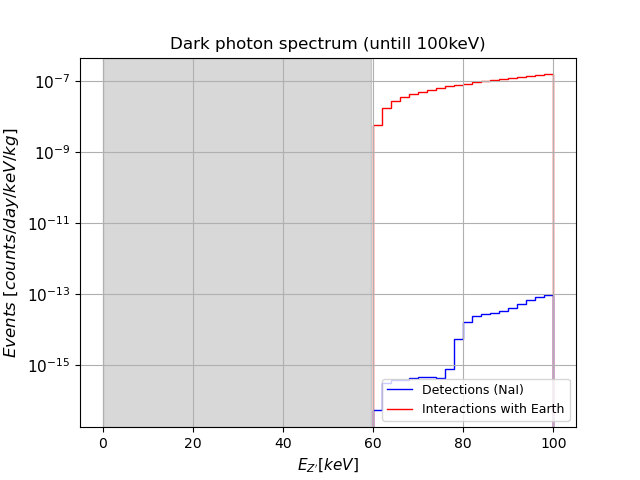 Dark photon spectrum (untill 100keV)
Events [counts/day/keV/kg]
10⁻⁷
10⁻⁹
10⁻¹¹
10⁻¹³
10⁻¹⁵
Detections (NaI)
Interactions with Earth
0 20 40 60 80 100
E_Z′[keV]